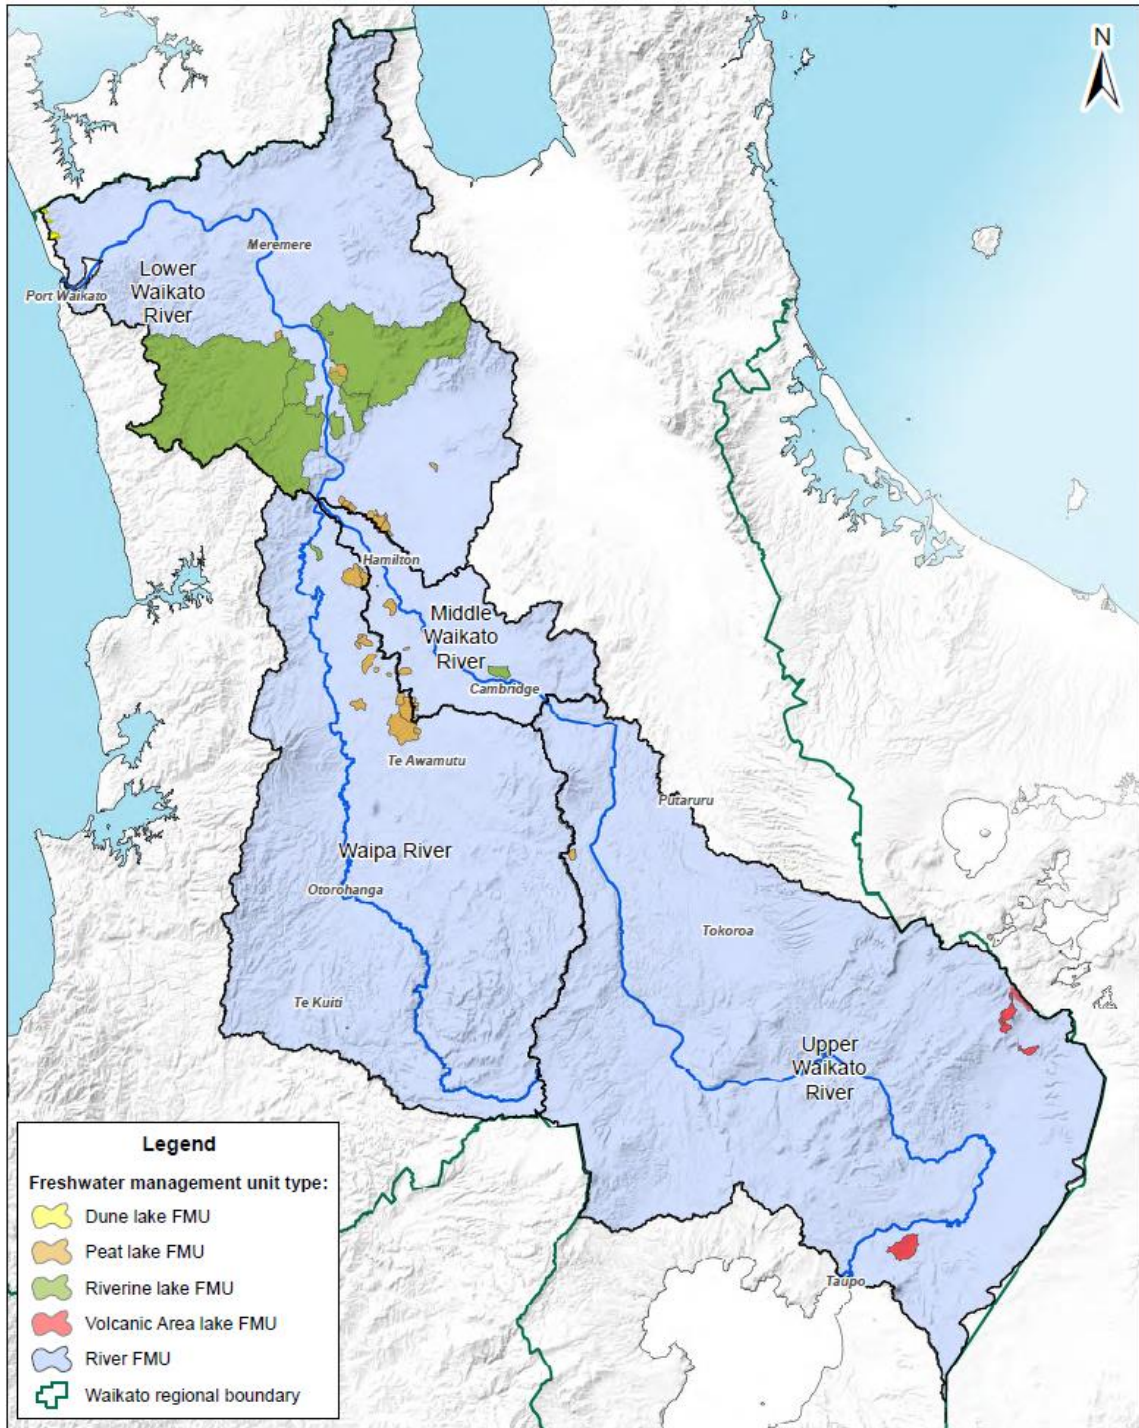 N
Meremere
Lower
Waikato
River
Port Waikato
Hamilton
Middle
Waikato
River
Cambridge
Te Awamutu
Putaruru
Waipa River
Otorohanga
Tokoroa
Te Kuiti
Upper
Waikato
River
Taupo
Legend
Freshwater management unit type:
Dune lake FMU
Peat lake FMU
Riverine lake FMU
Volcanic Area lake FMU
River FMU
Waikato regional boundary